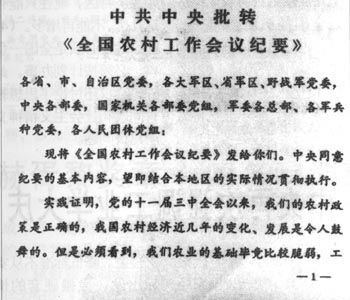 中共中央批转
《全国农村工作会议纪要》
各省、市、自治区党委，各大军区、省军区、野战军党委，
中央各部委，国家机关各部委党组，军委各总部、各军兵
种党委，各人民团体党组：
现将《全国农村工作会议纪要》发给你们。中央同意
纪要的基本内容，望即结合本地区的实际情况贯彻执行。
实践证明，党的十一届三中全会以来，我们的农村政
策是正确的，我国农村经济近几年的变化、发展是令人鼓
舞的。但是必须看到，我们农业的基础毕竟比较脆弱，工
—1—